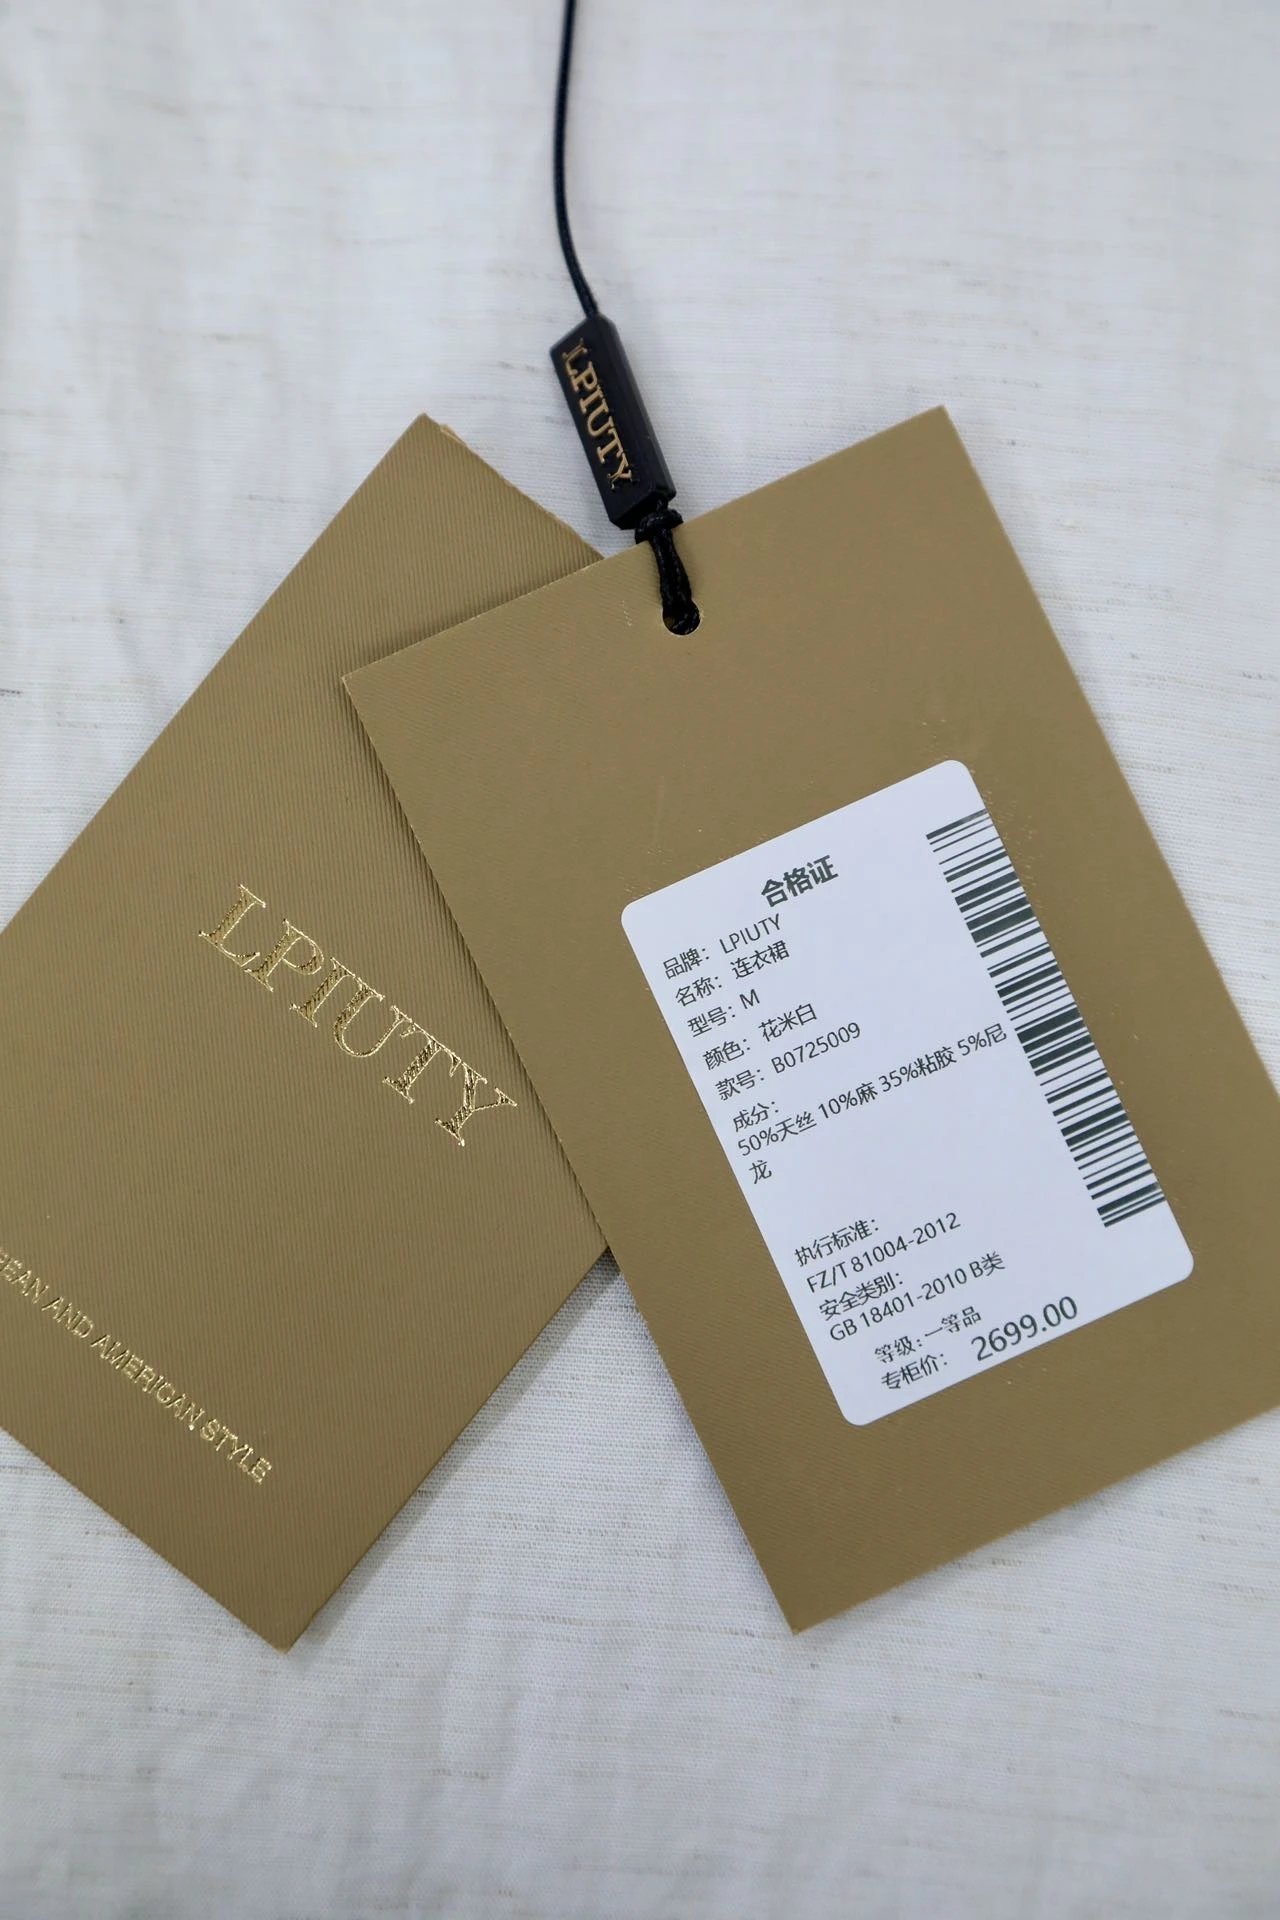 LPIUTY
LPIUTY
AND AMERICAN STYLE
合格证
品牌： LPIUTY
名称： 连衣裙
型号： M
颜色： 花米白
款号： B0725009
成分：
50%天丝 10%麻 35%粘胶 5%尼
龙
执行标准：
FZ/T 81004-2012
安全类别：
GB 18401-2010 B类
等级： 一等品
专柜价： 2699.00